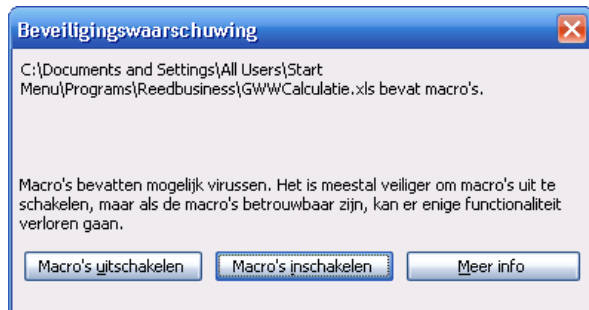 Beveiligingswaarschuwing
C:\Documents and Settings\All Users\Start
Menu\Programs\Reedbusiness\GWWCalculatie.xls bevat macro's.
Macro's bevatten mogelijk virussen. Het is meestal veiliger om macro's uit te
schakelen, maar als de macro's betrouwbaar zijn, kan er enige functionaliteit
verloren gaan.
Macro's uitschakelen Macro's inschakelen Meer info